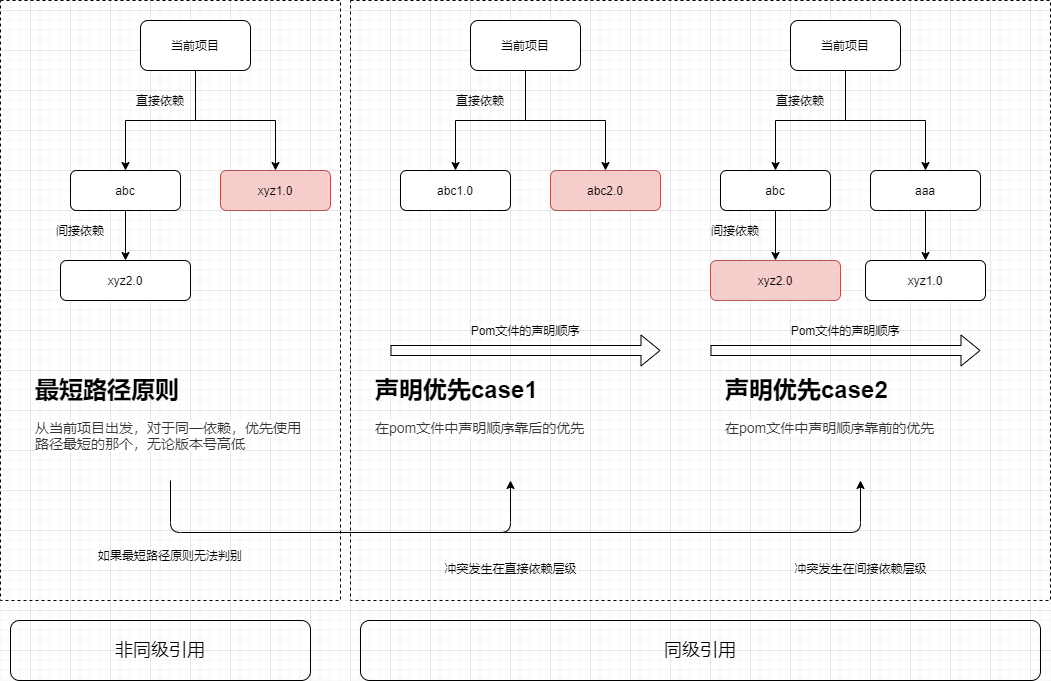 当前项目
直接依赖
abc
xyz1.0
间接依赖
xyz2.0
最短路径原则
从当前项目出发，对于同一依赖，优先使用
路径最短的那个，无论版本号高低
如果最短路径原则无法判别
非同级引用
当前项目
直接依赖
abc1.0
abc2.0
Pom文件的声明顺序
声明优先case1
在pom文件中声明顺序靠后的优先
冲突发生在直接依赖层级
当前项目
直接依赖
abc
aaa
间接依赖
xyz2.0
xyz1.0
Pom文件的声明顺序
声明优先case2
在pom文件中声明顺序靠前的优先
冲突发生在间接依赖层级
同级引用